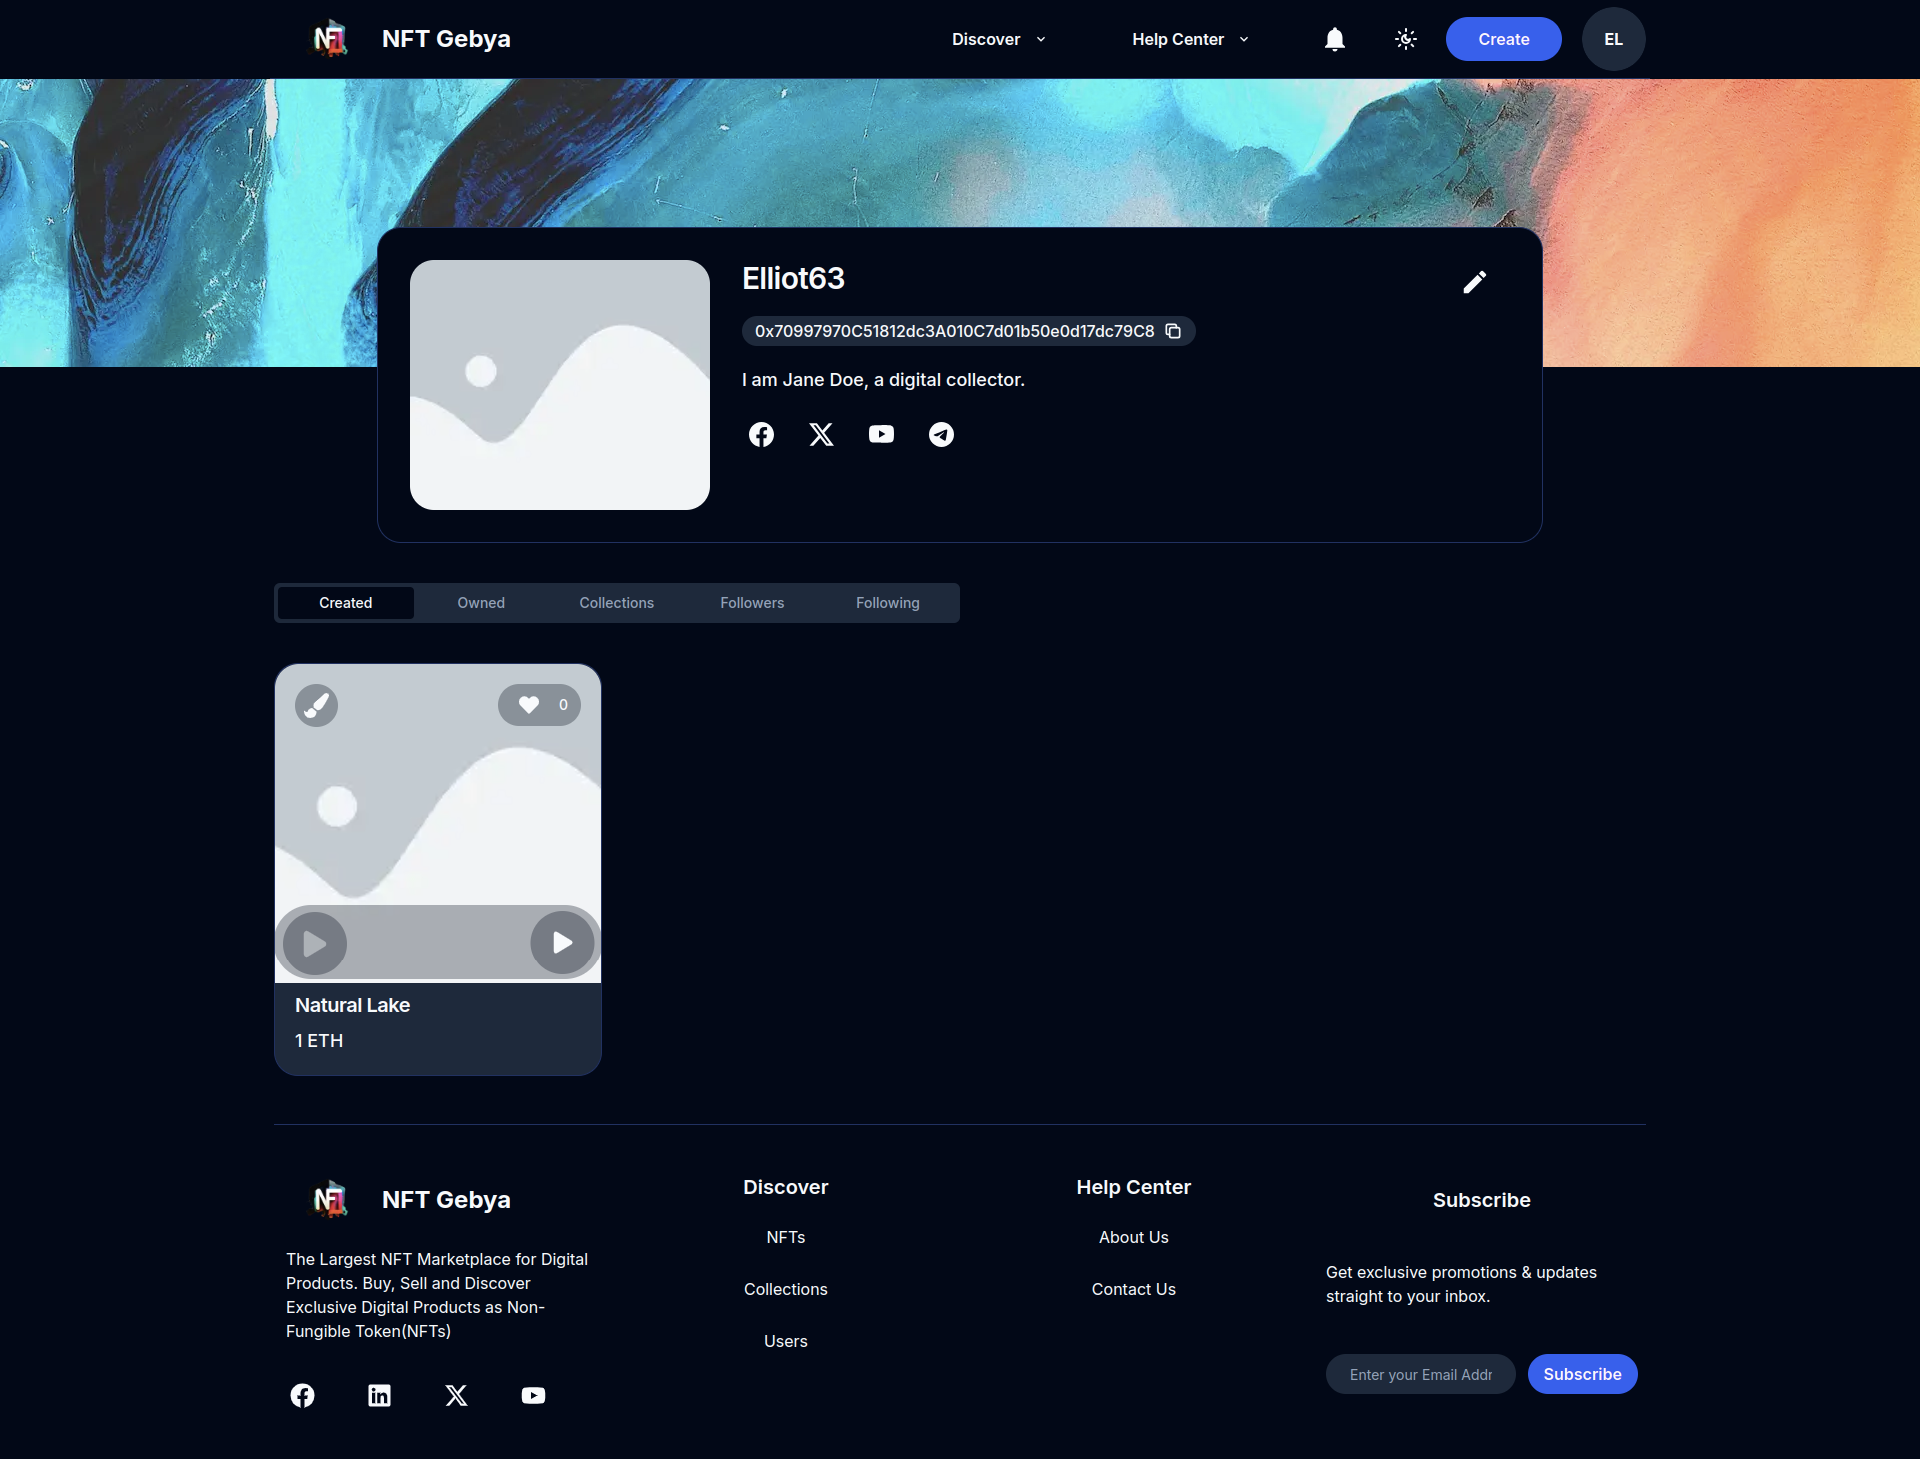 NFT Gebya
Discover
Help Center
Create
EL
Elliot63
0x70997970C51812dc3A010C7d01b50e0d17dc79C8
I am Jane Doe, a digital collector.
Created
Owned
Collections
Followers
Following
0
Natural Lake
1 ETH
NFT Gebya
The Largest NFT Marketplace for Digital
Products. Buy, Sell and Discover
Exclusive Digital Products as Non-
Fungible Token(NFTs)
Discover
NFTs
Collections
Users
Help Center
About Us
Contact Us
Subscribe
Get exclusive promotions & updates
straight to your inbox.
Enter your Email Addr
Subscribe